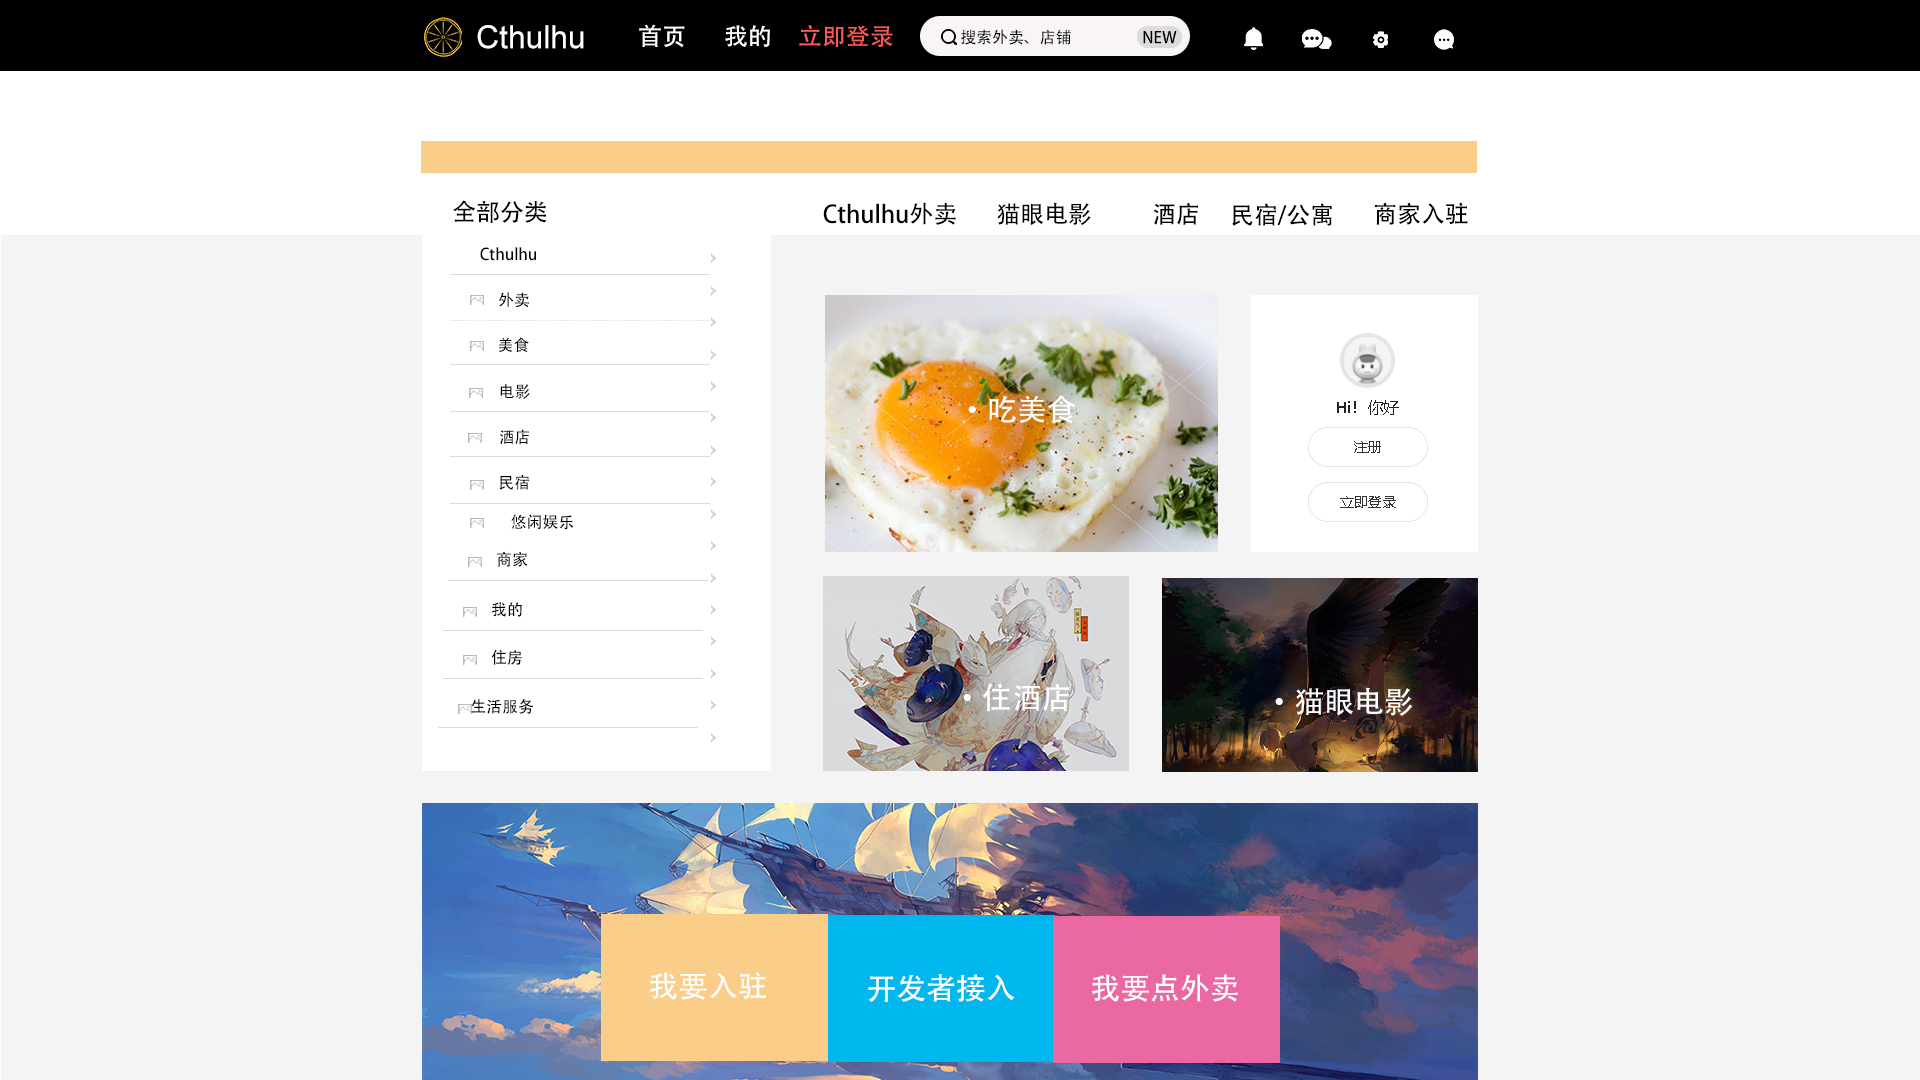 Cthulhu 首页 我的 立即登录 搜索外卖、店铺 NEW
全部分类
Cthulhu外卖 猫眼电影 酒店 民宿/公寓 商家入驻
Cthulhu
外卖
美食
电影
酒店
民宿
悠闲娱乐
商家
我的
住房
生活服务
• 吃美食
Hi！你好
注册
立即登录
• 住酒店
• 猫眼电影
我要入驻 开发者接入 我要点外卖